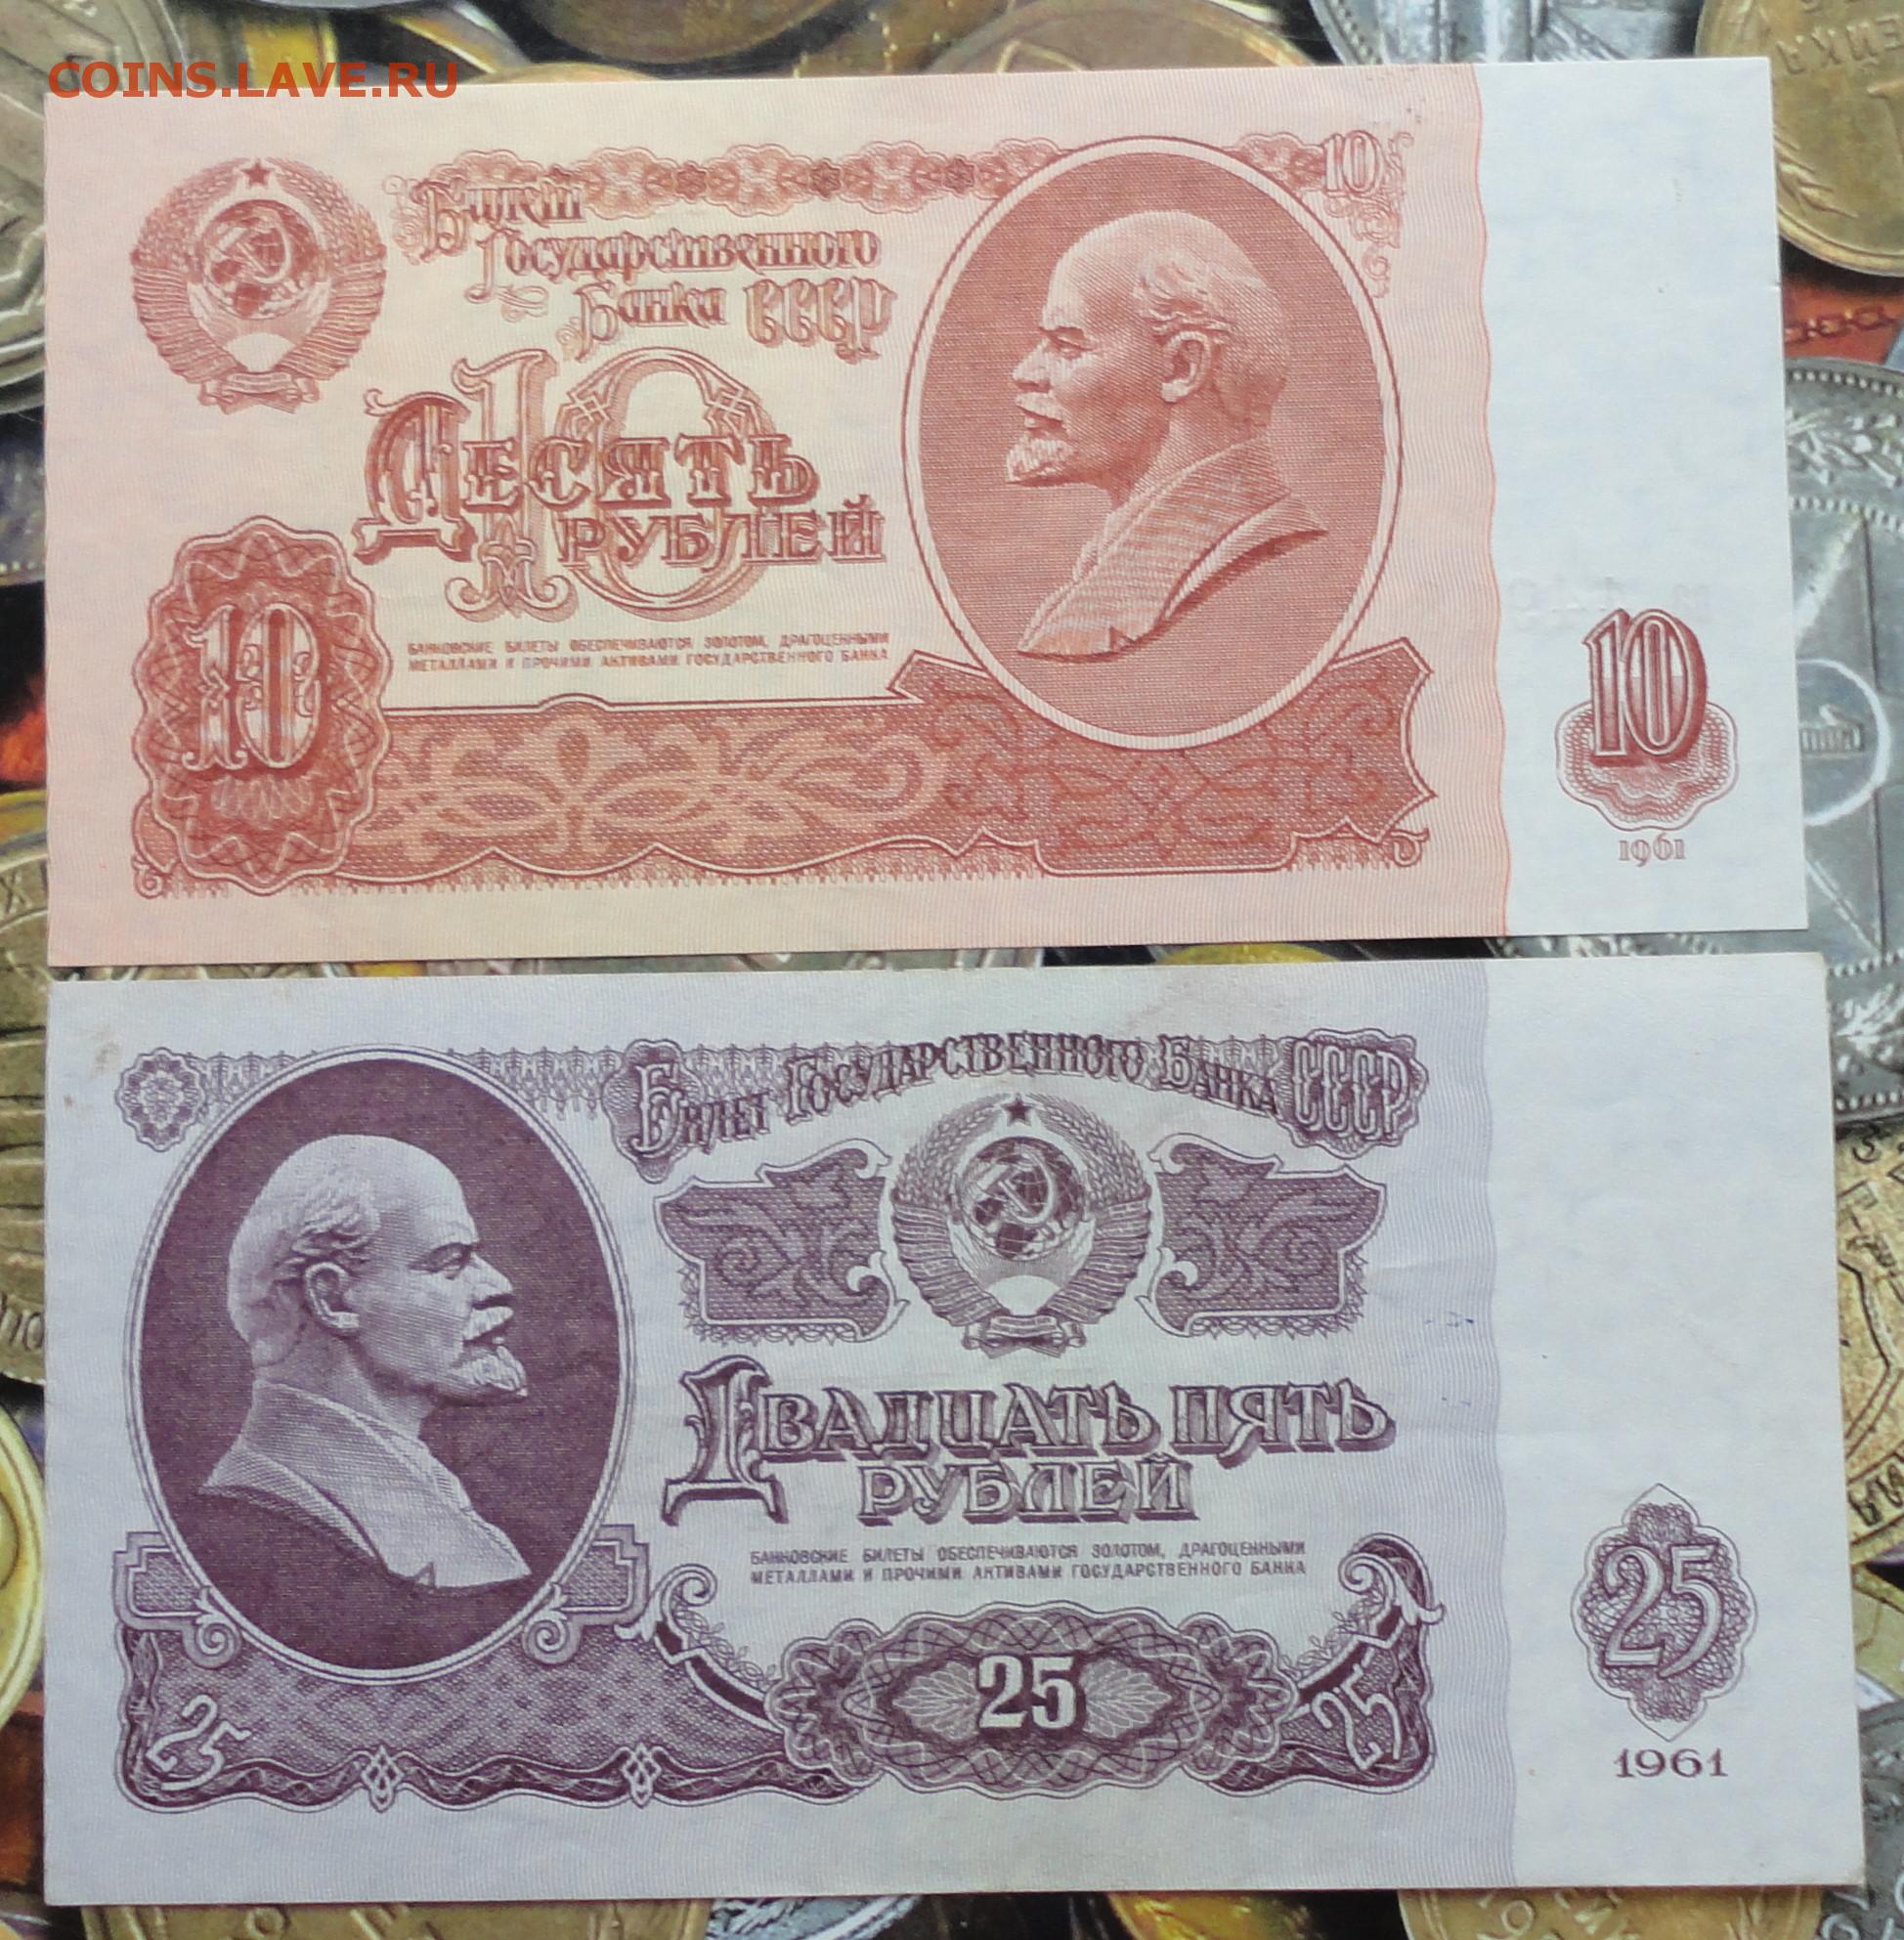 COINS.LAVE.RU
10
Билет
Государственного
Банка СССР
10
Десять
рублей
БАНКОВСКИЕ БИЛЕТЫ ОБЕСПЕЧИВАЮТСЯ ЗОЛОТОМ, ДРАГОЦЕННЫМИ
МЕТАЛЛАМИ И ПРОЧИМИ АКТИВАМИ ГОСУДАРСТВЕННОГО БАНКА
10
10
1961
Билет Государственного Банка СССР
Двадцать пять
рублей
БАНКОВСКИЕ БИЛЕТЫ ОБЕСПЕЧИВАЮТСЯ ЗОЛОТОМ, ДРАГОЦЕННЫМИ
МЕТАЛЛАМИ И ПРОЧИМИ АКТИВАМИ ГОСУДАРСТВЕННОГО БАНКА
25
25
25
25
1961